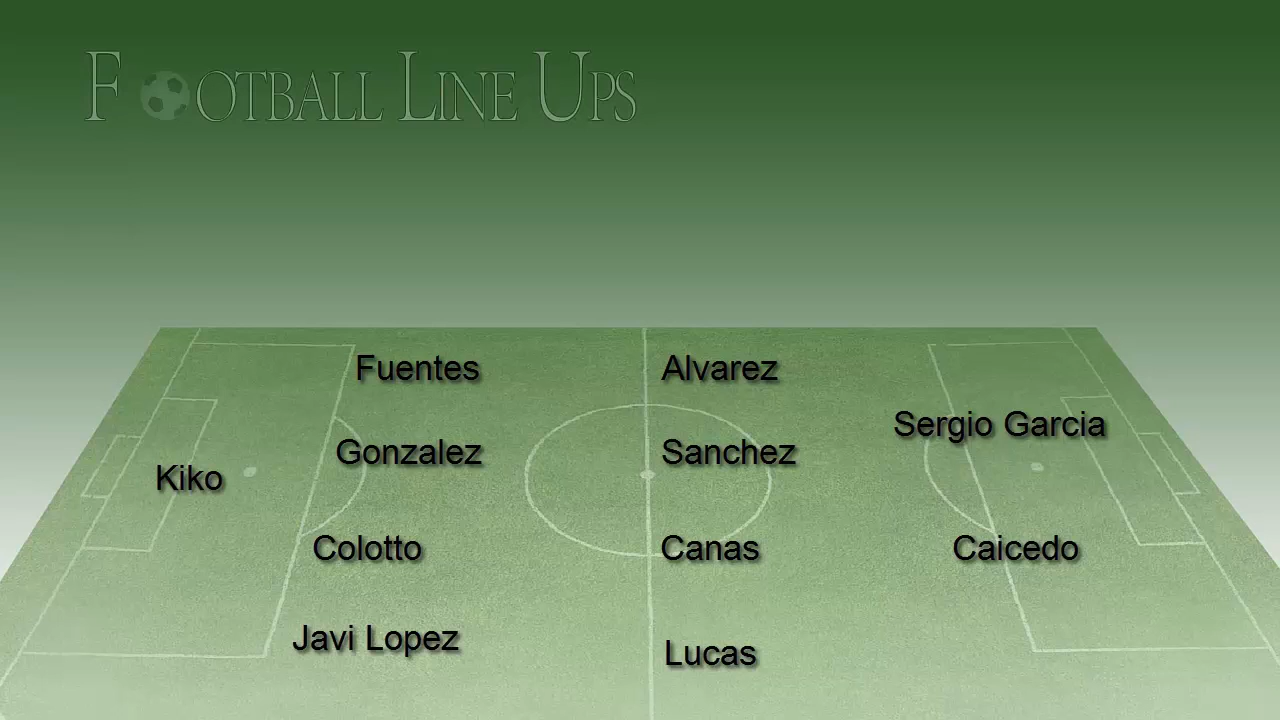 FOOTBALL LINE UPS
Fuentes
Alvarez
Sergio Garcia
Gonzalez
Sanchez
Kiko
Colotto
Canas
Caicedo
Javi Lopez
Lucas